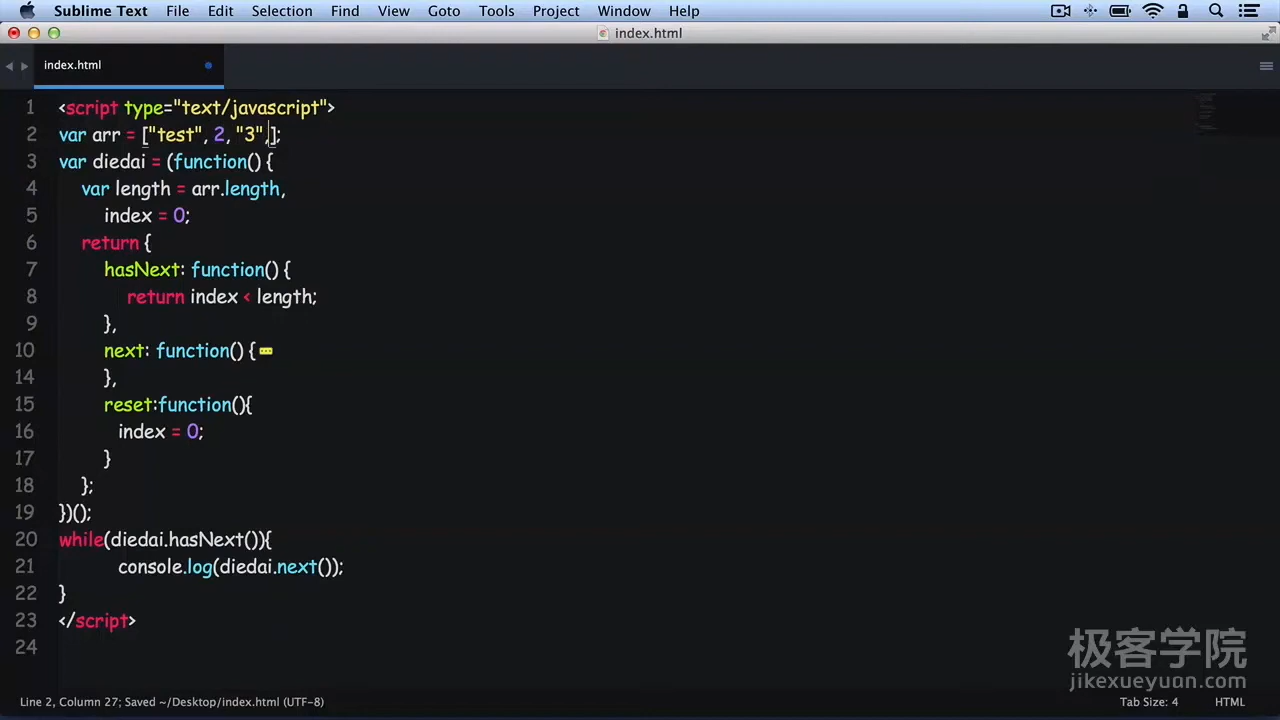 Sublime Text File Edit Selection Find View Goto Tools Project Window Help
index.html
index.html
1 <script type="text/javascript">
2 var arr = ["test", 2, "3",];
3 var diedai = (function() {
4 var length = arr.length,
5 index = 0;
6 return {
7 hasNext: function() {
8 return index < length;
9 },
10 next: function() {
14 },
15 reset:function(){
16 index = 0;
17 }
18 };
19 })();
20 while(diedai.hasNext()){
21 console.log(diedai.next());
22 }
23 </script>
24
极客学院
jikexueyuan.com
Line 2, Column 27; Saved ~/Desktop/index.html (UTF-8) Tab Size: 4 HTML